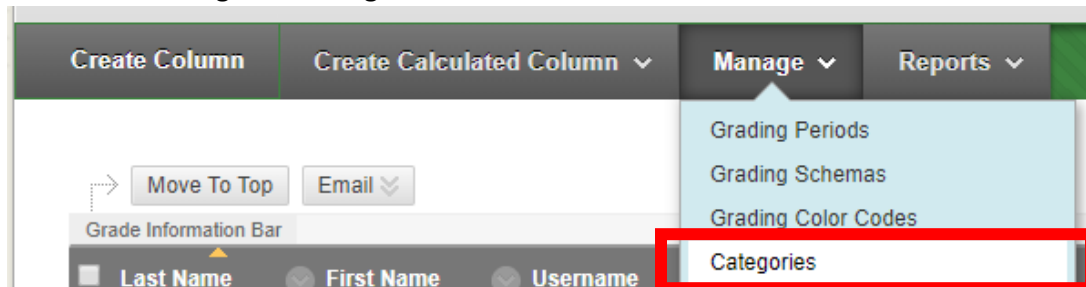 Create Column Create Calculated Column Manage Reports
Grading Periods
Move To Top Email Grading Schemas
Grade Information Bar Grading Color Codes
Last Name First Name Username Categories